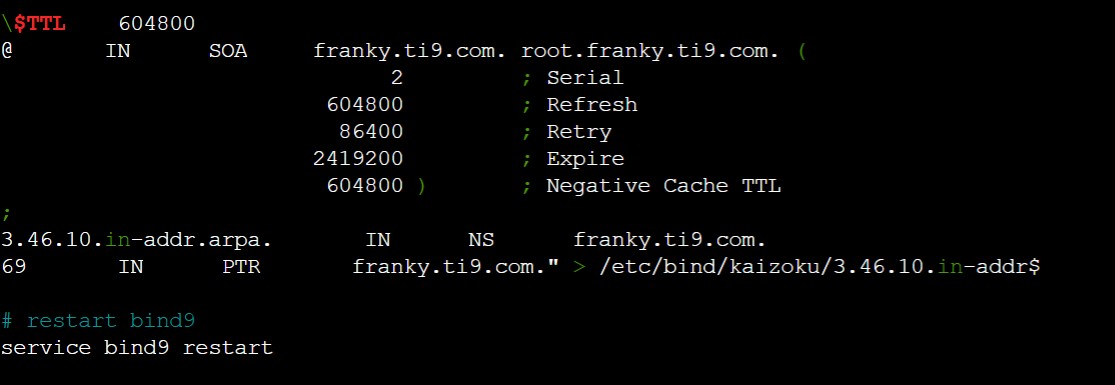 \$TTL    604800
@       IN      SOA     franky.ti9.com. root.franky.ti9.com. (
                              2         ; Serial
                         604800         ; Refresh
                          86400         ; Retry
                        2419200         ; Expire
                         604800 )       ; Negative Cache TTL
;
3.46.10.in-addr.arpa.       IN      NS      franky.ti9.com.
69       IN      PTR       franky.ti9.com." > /etc/bind/kaizoku/3.46.10.in-addr$
# restart bind9
service bind9 restart